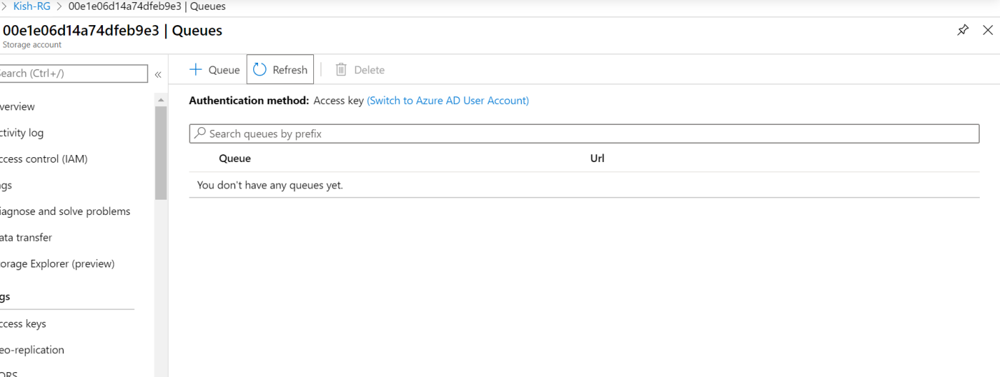 > Kish-RG > 00e1e06d14a74dfeb9e3 | Queues
00e1e06d14a74dfeb9e3 | Queues
Storage account
Search (Ctrl+/)
«
+ Queue
Refresh
Delete
Authentication method: Access key (Switch to Azure AD User Account)
Search queues by prefix
Queue Url
You don't have any queues yet.
verview
ctivity log
ccess control (IAM)
gs
iagnose and solve problems
ata transfer
torage Explorer (preview)
gs
ccess keys
eo-replication
ORS